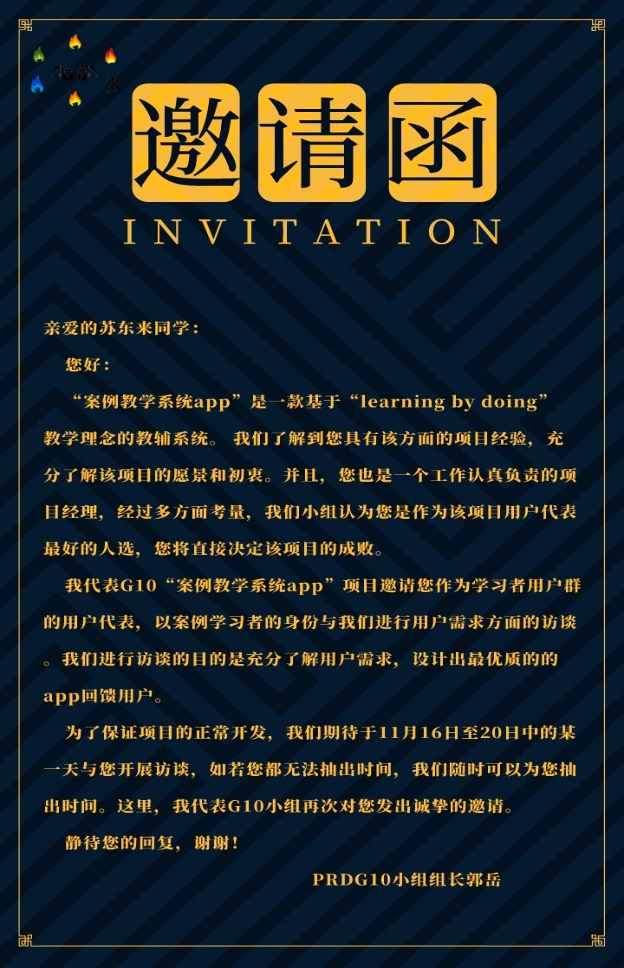 邀请函
INVITATION
亲爱的苏东来同学：
您好：
“案例教学系统app”是一款基于“learning by doing”
教学理念的教辅系统。 我们了解到您具有该方面的项目经验，充
分了解该项目的愿景和初衷。并且，您也是一个工作认真负责的项
目经理，经过多方面考量，我们小组认为您是作为该项目用户代表
最好的人选，您将直接决定该项目的成败。
我代表G10“案例教学系统app”项目邀请您作为学习者用户群
的用户代表，以案例学习者的身份与我们进行用户需求方面的访谈
。我们进行访谈的目的是充分了解用户需求，设计出最优质的的
app回馈用户。
为了保证项目的正常开发，我们期待于11月16日至20日中的某
一天与您开展访谈，如若您都无法抽出时间，我们随时可以为您抽
出时间。这里，我代表G10小组再次对您发出诚挚的邀请。
静待您的回复，谢谢！
PRDG10小组组长郭岳